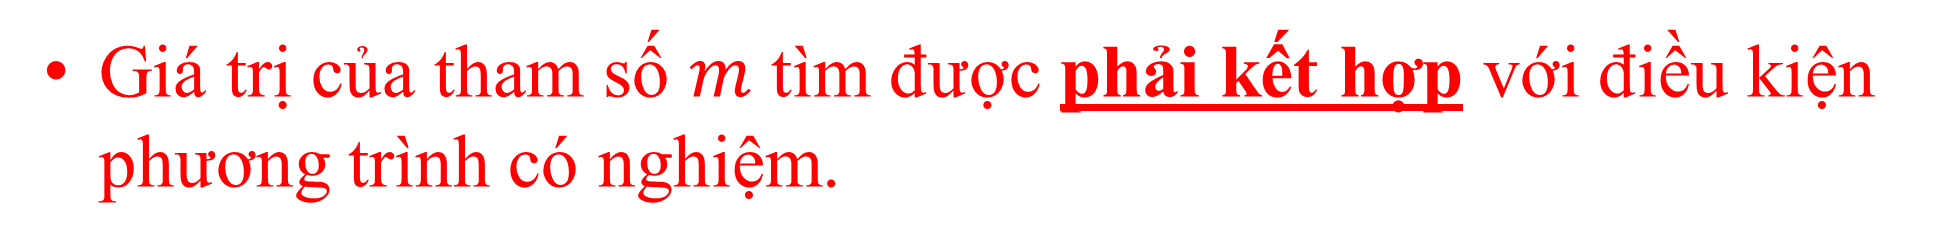 • Giá trị của tham số m tìm được phải kết hợp với điều kiện
phương trình có nghiệm.